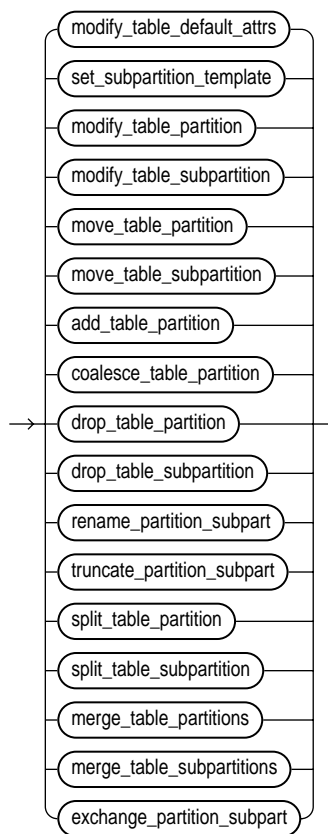 modify_table_default_attrs
set_subpartition_template
modify_table_partition
modify_table_subpartition
move_table_partition
move_table_subpartition
add_table_partition
coalesce_table_partition
drop_table_partition
drop_table_subpartition
rename_partition_subpart
truncate_partition_subpart
split_table_partition
split_table_subpartition
merge_table_partitions
merge_table_subpartitions
exchange_partition_subpart